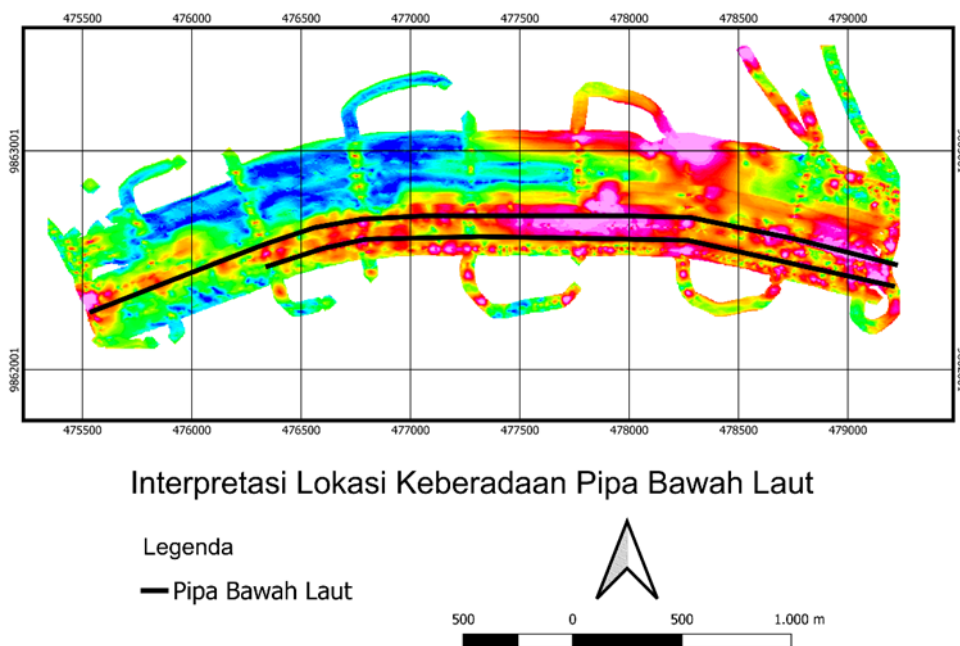 475500 476000 476500 477000 477500 478000 478500 479000
9863001
9862001
475500 476000 476500 477000 477500 478000 478500 479000
Interpretasi Lokasi Keberadaan Pipa Bawah Laut
Legenda
Pipa Bawah Laut
500 0 500 1.000 m